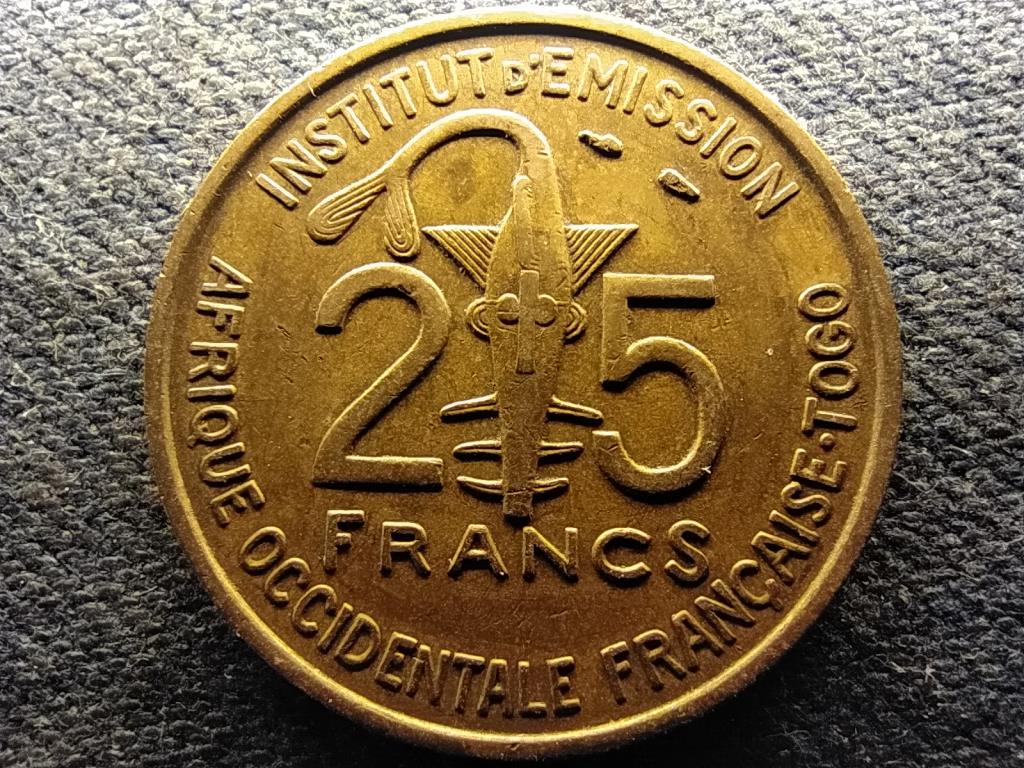 INSTITUT D'EMISSION
25
FRANCS
AFRIQUE OCCIDENTALE FRANÇAISE·TOGO